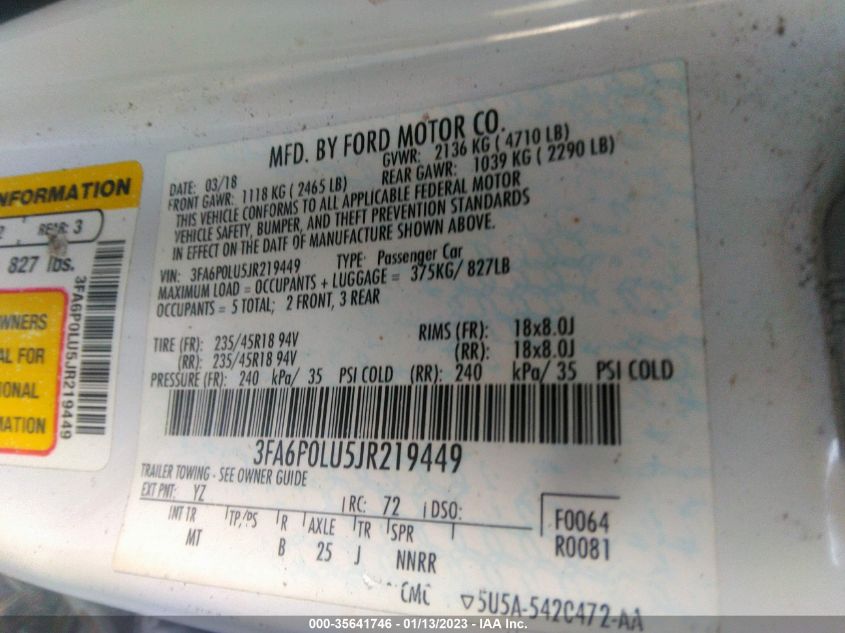 NFORMATION
2 REAR: 3
827 lbs.
OWNERS
AL FOR
IONAL
MATION
3FA6P0LU5JR219449
MFD. BY FORD MOTOR CO.
DATE: 03/18 GVWR: 2136 KG ( 4710 LB)
FRONT GAWR: 1118 KG ( 2465 LB) REAR GAWR: 1039 KG ( 2290 LB)
THIS VEHICLE CONFORMS TO ALL APPLICABLE FEDERAL MOTOR
VEHICLE SAFETY, BUMPER, AND THEFT PREVENTION STANDARDS
IN EFFECT ON THE DATE OF MANUFACTURE SHOWN ABOVE.
VIN: 3FA6P0LU5JR219449 TYPE: Passenger Car
MAXIMUM LOAD = OCCUPANTS + LUGGAGE = 375KG/ 827LB
OCCUPANTS = 5 TOTAL; 2 FRONT, 3 REAR
TIRE (FR): 235/45R18 94V RIMS (FR): 18x8.0J
(RR): 235/45R18 94V (RR): 18x8.0J
PRESSURE (FR): 240 kPa/ 35 PSI COLD (RR): 240 kPa/ 35 PSI COLD
3FA6P0LU5JR219449
TRAILER TOWING - SEE OWNER GUIDE
EXT PNT: YZ RC: 72 DSO: F0064
INT TR TP/PS R AXLE TR SPR R0081
MT B 25 J NNRR
CMC ▽5U5A-542C472-AA
000-35641746 - 01/13/2023 - IAA Inc.